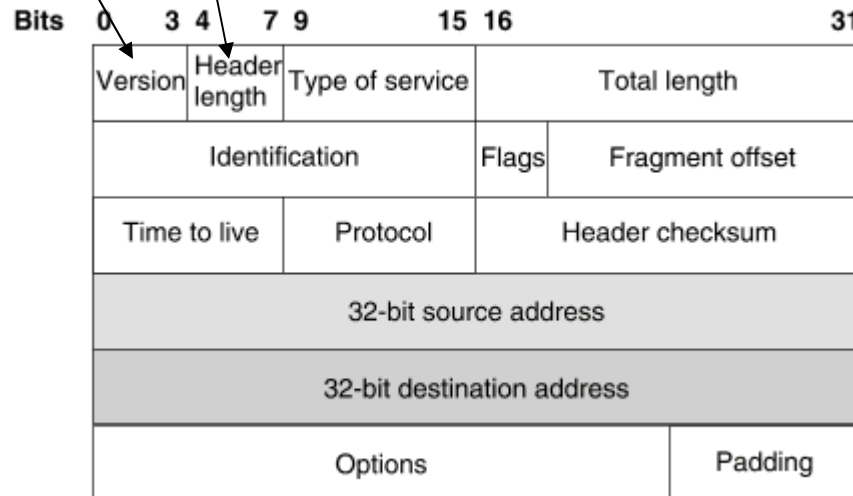 Bits 0 3 4 7 9 15 16 31
Version Header length Type of service Total length
Identification Flags Fragment offset
Time to live Protocol Header checksum
32-bit source address
32-bit destination address
Options Padding